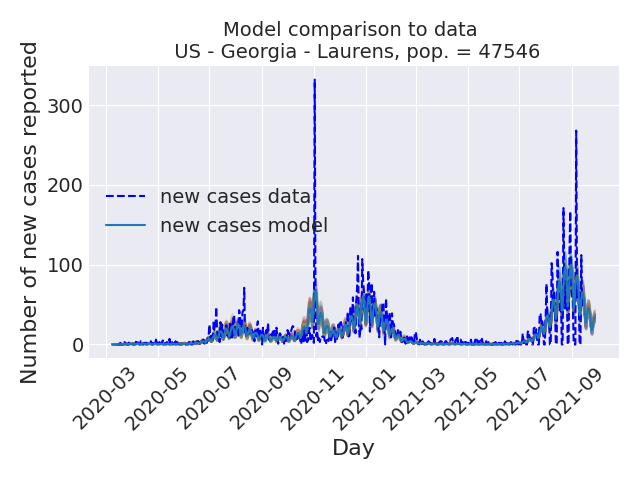 Model comparison to data
US - Georgia - Laurens, pop. = 47546
Number of new cases reported
300
200
100
0
new cases data
new cases model
2020-03
2020-05
2020-07
2020-09
2020-11
2021-01
2021-03
2021-05
2021-07
2021-09
Day